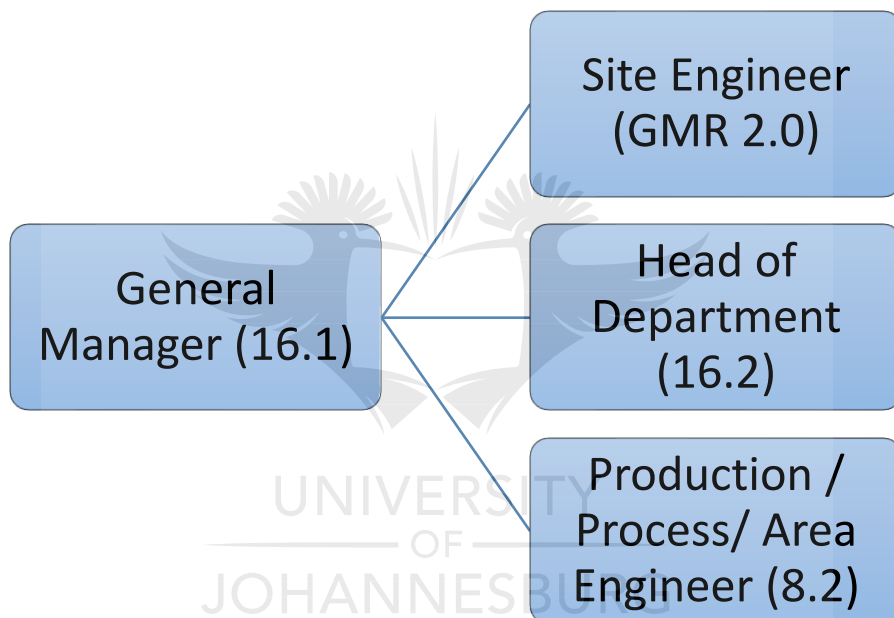 General
Manager (16.1)
Site Engineer
(GMR 2.0)
Head of
Department
(16.2)
Production /
Process/ Area
Engineer (8.2)
UNIVERSITY
OF
JOHANNESBURG